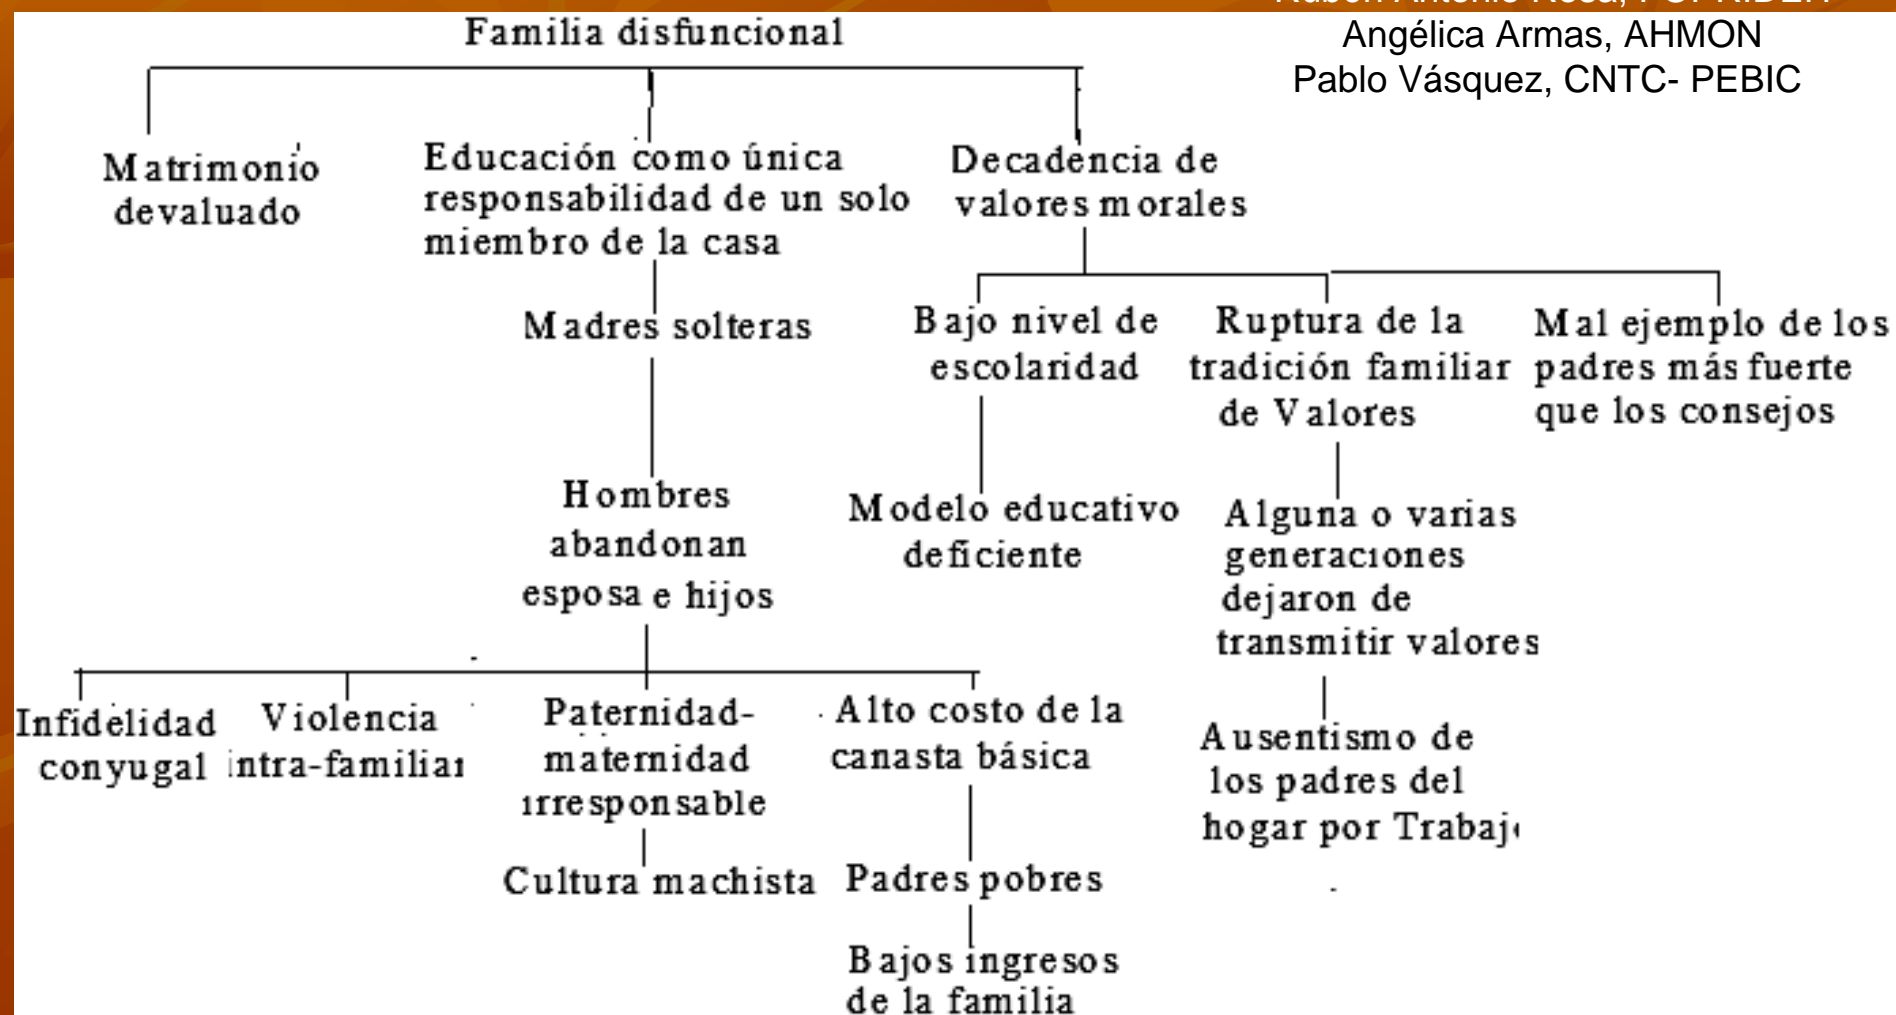 Familia disfuncional
Angélica Armas, AHMON
Pablo Vásquez, CNTC- PEBIC
Matrimonio
devaluado
Educación como única
responsabilidad de un solo
miembro de la casa
Decadencia de
valores morales
Madres solteras
Bajo nivel de
escolaridad
Ruptura de la
tradición familiar
de Valores
Mal ejemplo de los
padres más fuerte
que los consejos
Hombres
abandonan
esposa e hijos
Modelo educativo
deficiente
Alguna o varias
generaciones
dejaron de
transmitir valores
Infidelidad
conyugal
Violencia
intra-familiar
Paternidad-
maternidad
irresponsable
Alto costo de la
canasta básica
Ausentismo de
los padres del
hogar por Trabajo
Cultura machista
Padres pobres
Bajos ingresos
de la familia